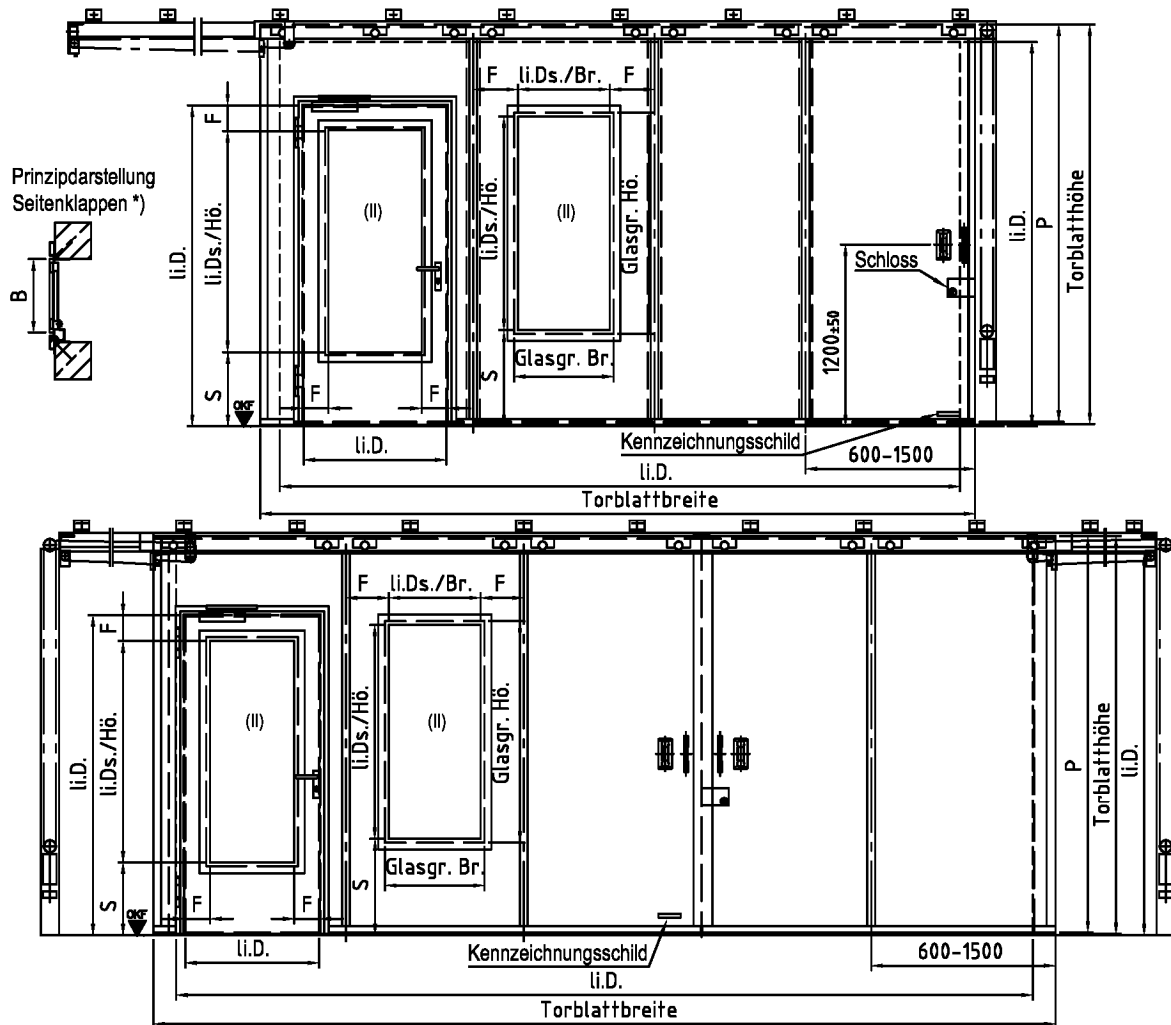 F
li.Ds./Br.
F
F
Prinzipdarstellung
Seitenklappen *)
li.D.
li.Ds./Hö.
(II)
li.Ds./Hö.
(II)
Glasgr. Hö.
li.D.
P
Torblatthöhe
Schloss
B
1200±50
Glasgr. Br.
S
F
F
S
OKF
Kennzeichnungsschild
li.D.
600-1500
li.D.
Torblattbreite
F
li.Ds./Br.
F
F
li.D.
li.Ds./Hö.
(II)
li.Ds./Hö.
(II)
Glasgr. Hö.
P
Torblatthöhe
li.D.
Glasgr. Br.
S
F
F
S
OKF
li.D.
Kennzeichnungsschild
600-1500
li.D.
Torblattbreite